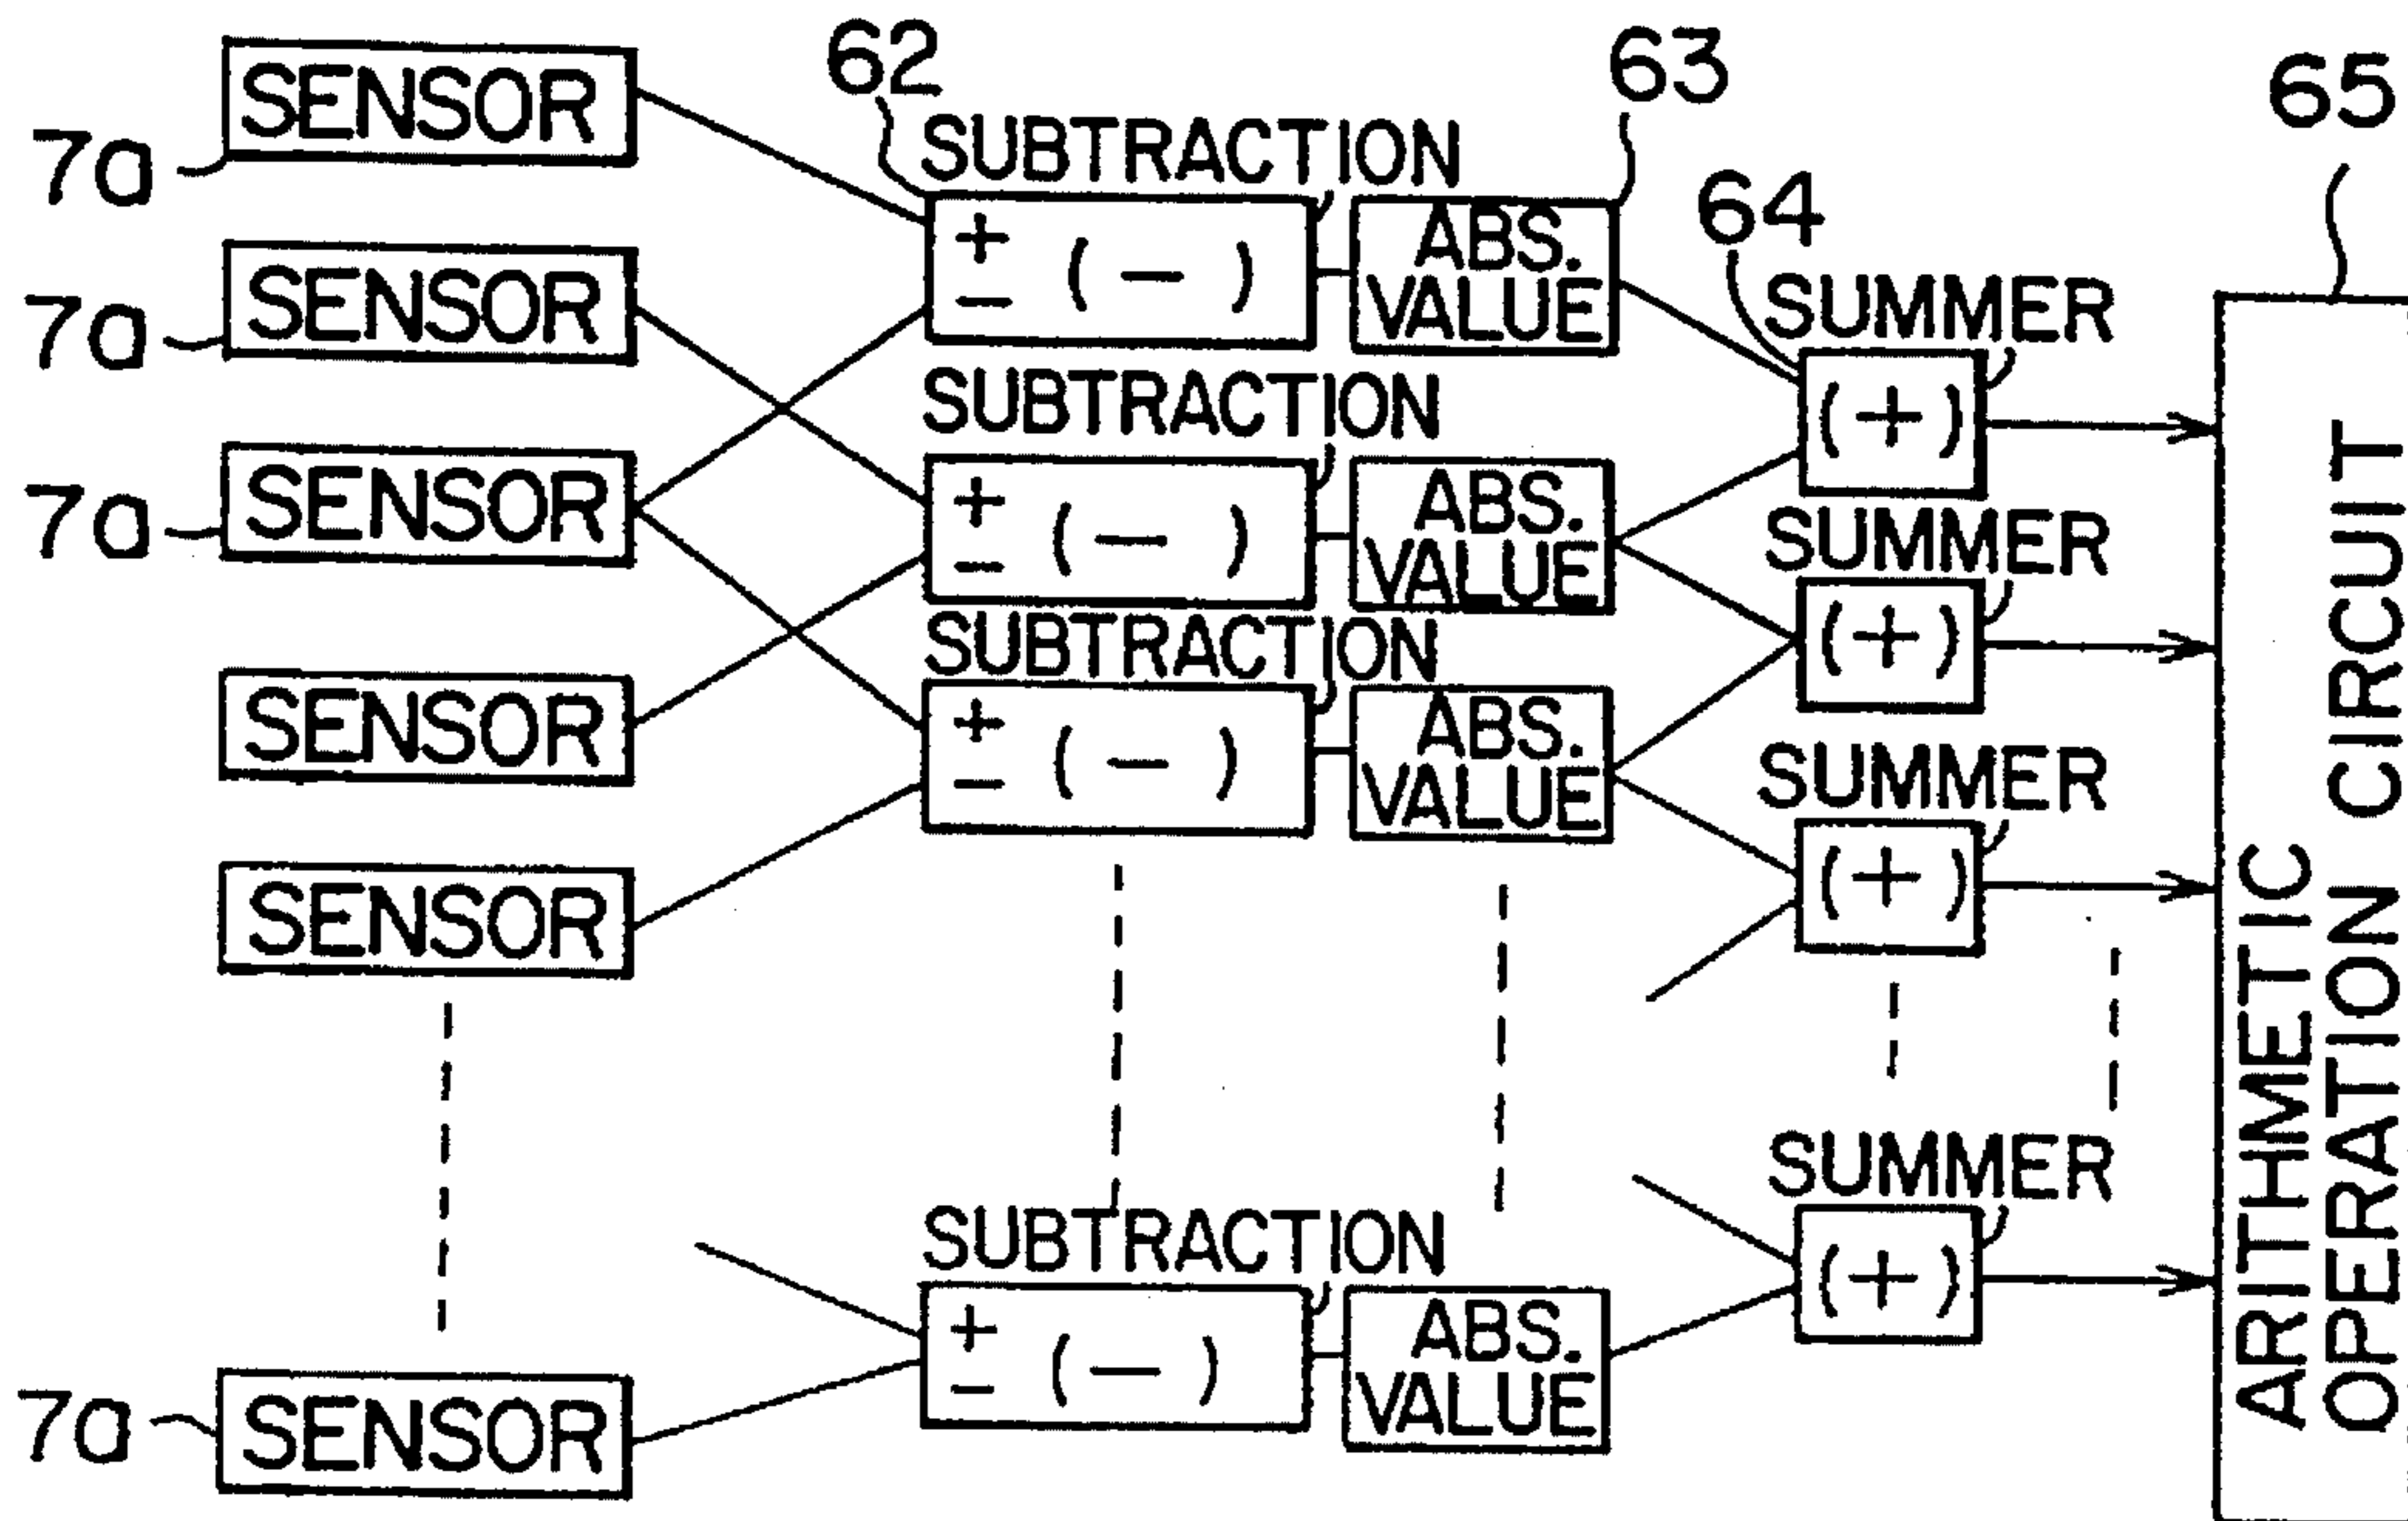 62
63
65
SENSOR
7a
SUBTRACTION
+
−
(−)
ABS.
VALUE
64
SUMMER
(+)
SENSOR
7a
SUBTRACTION
+
−
(−)
ABS.
VALUE
SUMMER
(+)
SENSOR
7a
SUBTRACTION
+
−
(−)
ABS.
VALUE
SUMMER
(+)
SENSOR
SENSOR
SUBTRACTION
+
−
(−)
ABS.
VALUE
SUMMER
(+)
7a
SENSOR
ARITHMETIC
OPERATION CIRCUIT